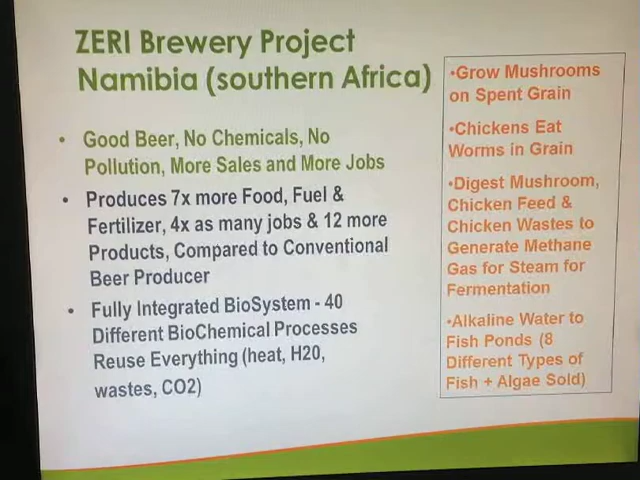 ZERI Brewery Project
Namibia (southern Africa)
• Good Beer, No Chemicals, No
Pollution, More Sales and More Jobs
• Produces 7x more Food, Fuel &
Fertilizer, 4x as many jobs & 12 more
Products, Compared to Conventional
Beer Producer
• Fully Integrated BioSystem - 40
Different BioChemical Processes
Reuse Everything (heat, H20,
wastes, CO2)
•Grow Mushrooms
on Spent Grain
•Chickens Eat
Worms in Grain
•Digest Mushroom,
Chicken Feed &
Chicken Wastes to
Generate Methane
Gas for Steam for
Fermentation
•Alkaline Water to
Fish Ponds (8
Different Types of
Fish + Algae Sold)